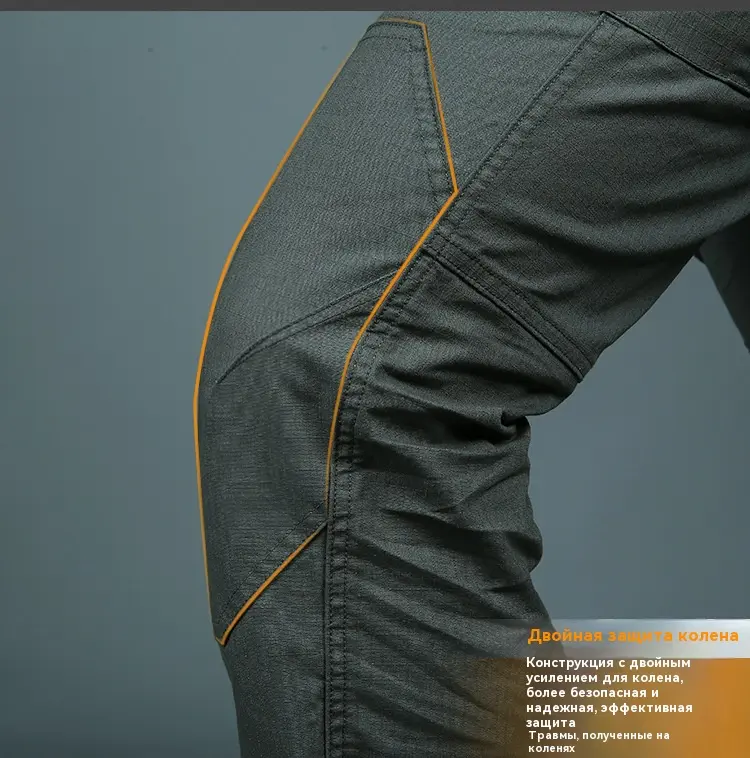 Двойная защита колена
Конструкция с двойным
усилением для колена,
более безопасная и
надежная, эффективная
защита
Травмы, полученные на
коленях